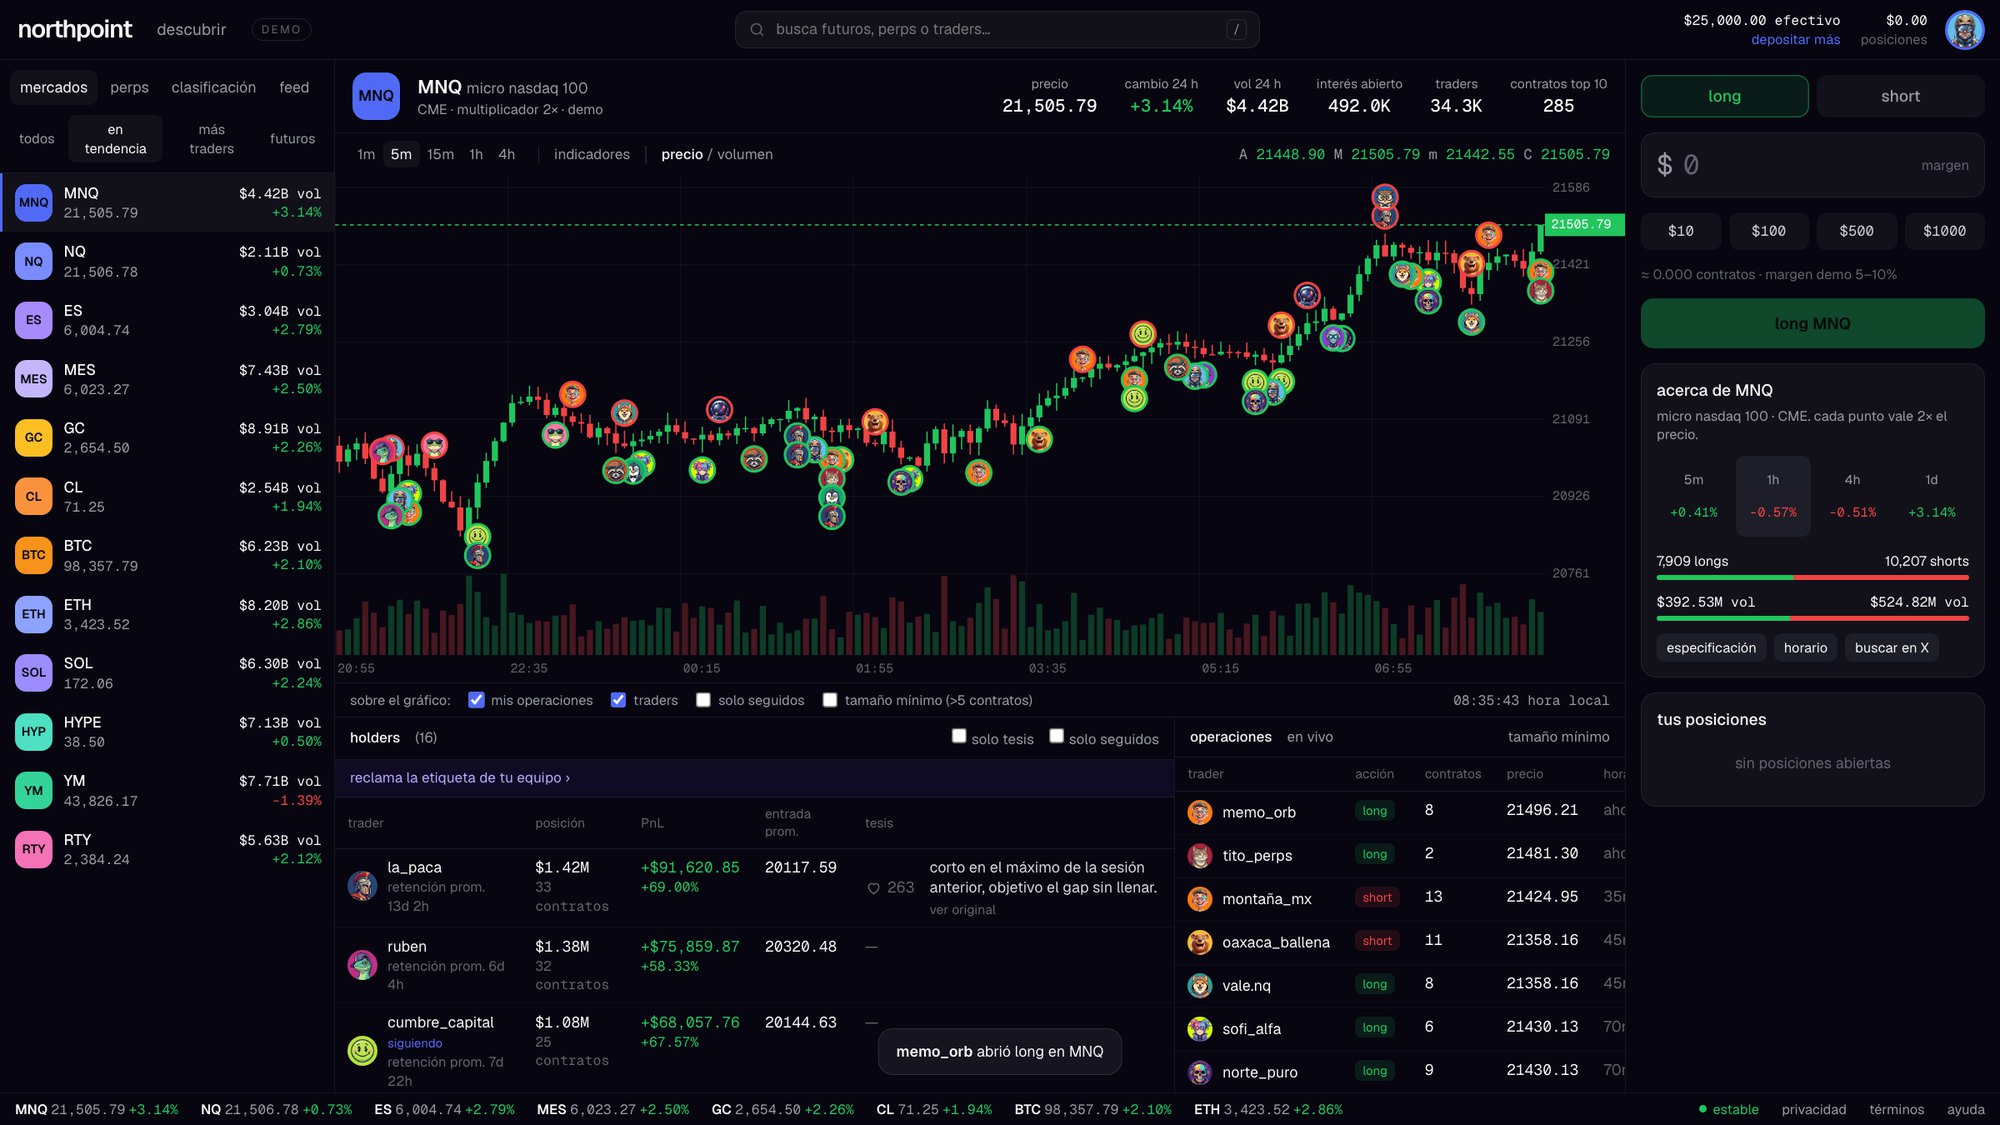 northpoint
descubrir
DEMO
busca futuros, perps o traders...
/
$25,000.00 efectivo
depositar más
$0.00
posiciones
mercados
perps
clasificación
feed
todos
en
tendencia
más
traders
futuros
MNQ
MNQ
21,505.79
$4.42B vol
+3.14%
NQ
NQ
21,506.78
$2.11B vol
+0.73%
ES
ES
6,004.74
$3.04B vol
+2.79%
MES
MES
6,023.27
$7.43B vol
+2.50%
GC
GC
2,654.50
$8.91B vol
+2.26%
CL
CL
71.25
$2.54B vol
+1.94%
BTC
BTC
98,357.79
$6.23B vol
+2.10%
ETH
ETH
3,423.52
$8.20B vol
+2.86%
SOL
SOL
172.06
$6.30B vol
+2.24%
HYP
HYPE
38.50
$7.13B vol
+0.50%
YM
YM
43,826.17
$7.71B vol
-1.39%
RTY
RTY
2,384.24
$5.63B vol
+2.12%
MNQ
MNQ micro nasdaq 100
CME · multiplicador 2× · demo
precio
21,505.79
cambio 24 h
+3.14%
vol 24 h
$4.42B
interés abierto
492.0K
traders
34.3K
contratos top 10
285
1m
5m
15m
1h
4h
indicadores
precio / volumen
A 21448.90 M 21505.79 m 21442.55 C 21505.79
21586
21505.79
21421
21256
21091
20926
20761
20:55
22:35
00:15
01:55
03:35
05:15
06:55
sobre el gráfico:
mis operaciones
traders
solo seguidos
tamaño mínimo (>5 contratos)
08:35:43 hora local
holders (16)
solo tesis
solo seguidos
reclama la etiqueta de tu equipo ›
trader
posición
PnL
entrada
prom.
tesis
la_paca
retención prom.
13d 2h
$1.42M
33
contratos
+$91,620.85
+69.00%
20117.59
263
corto en el máximo de la sesión
anterior, objetivo el gap sin llenar.
ver original
ruben
retención prom. 6d
4h
$1.38M
32
contratos
+$75,859.87
+58.33%
20320.48
—
cumbre_capital
siguiendo
retención prom. 7d
22h
$1.08M
25
contratos
+$68,057.76
+67.57%
20144.63
—
memo_orb abrió long en MNQ
operaciones
en vivo
tamaño mínimo
trader
acción
contratos
precio
hora
memo_orb
long
8
21496.21
aho
tito_perps
long
2
21481.30
aho
montaña_mx
short
13
21424.95
35m
oaxaca_ballena
short
11
21358.16
45m
vale.nq
long
8
21358.16
45m
sofi_alfa
long
6
21430.13
70m
norte_puro
long
9
21430.13
70m
long
short
$ 0
margen
$10
$100
$500
$1000
≈ 0.000 contratos · margen demo 5–10%
long MNQ
acerca de MNQ
micro nasdaq 100 · CME. cada punto vale 2× el
precio.
5m
+0.41%
1h
-0.57%
4h
-0.51%
1d
+3.14%
7,909 longs
10,207 shorts
$392.53M vol
$524.82M vol
especificación
horario
buscar en X
tus posiciones
sin posiciones abiertas
MNQ 21,505.79 +3.14%
NQ 21,506.78 +0.73%
ES 6,004.74 +2.79%
MES 6,023.27 +2.50%
GC 2,654.50 +2.26%
CL 71.25 +1.94%
BTC 98,357.79 +2.10%
ETH 3,423.52 +2.86%
estable
privacidad
términos
ayuda